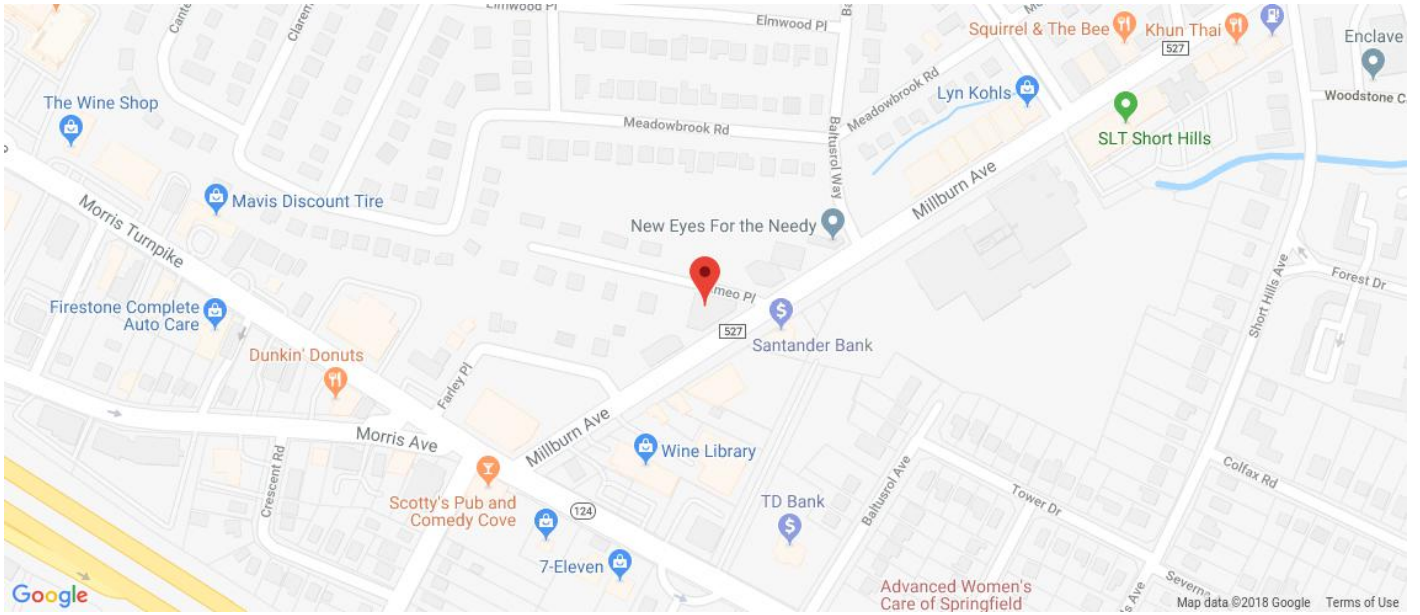 Elmwood Pl
Elmwood Pl
Squirrel & The Bee
Khun Thai
527
Enclave
The Wine Shop
Meadowbrook Rd
Lyn Kohls
Woodstone C
Meadowbrook Rd
Baltusrol Way
SLT Short Hills
Mavis Discount Tire
Morris Turnpike
Millburn Ave
New Eyes For the Needy
Short Hills Ave
Forest Dr
Firestone Complete
Auto Care
meo Pl
527
Santander Bank
Dunkin' Donuts
Farley Pl
Millburn Ave
Morris Ave
Wine Library
Crescent Rd
Scotty's Pub and
Comedy Cove
124
TD Bank
Baltusrol Ave
Tower Dr
Colfax Rd
7-Eleven
Advanced Women's
Care of Springfield
Google
Map data ©2018 Google Terms of Use